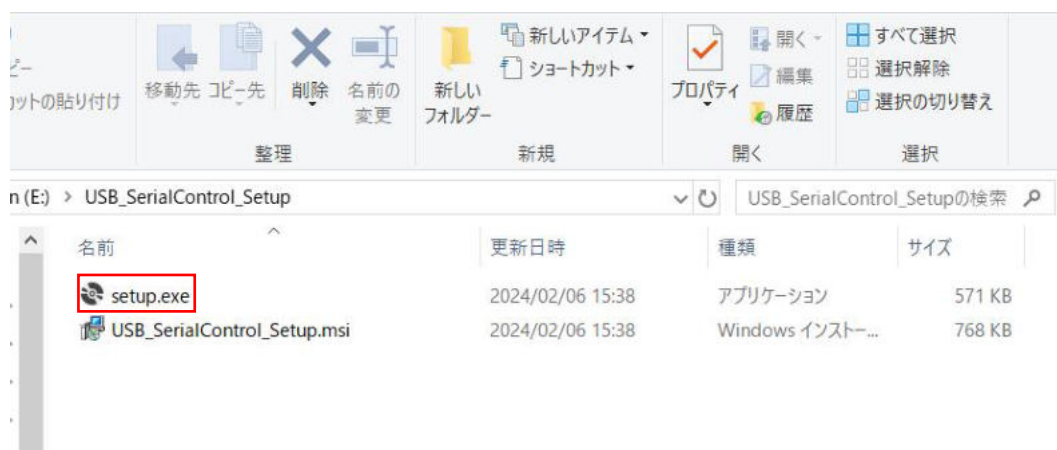 新しいアイテム
開く
すべて選択
ピー
ショートカット
編集
選択解除
カットの貼り付け
移動先 コピー先 削除 名前の変更
新しいフォルダー
プロパティ
履歴
選択の切り替え
整理 新規 開く 選択
n (E:) > USB_SerialControl_Setup
USB_SerialControl_Setupの検索
名前 更新日時 種類 サイズ
setup.exe 2024/02/06 15:38 アプリケーション 571 KB
USB_SerialControl_Setup.msi 2024/02/06 15:38 Windows インストー... 768 KB